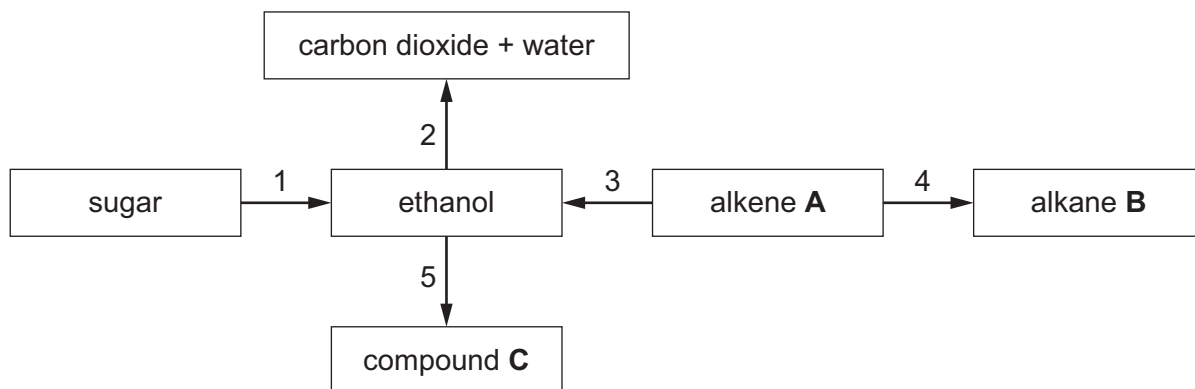 carbon dioxide + water
2
sugar
1
ethanol
3
alkene A
4
alkane B
5
compound C